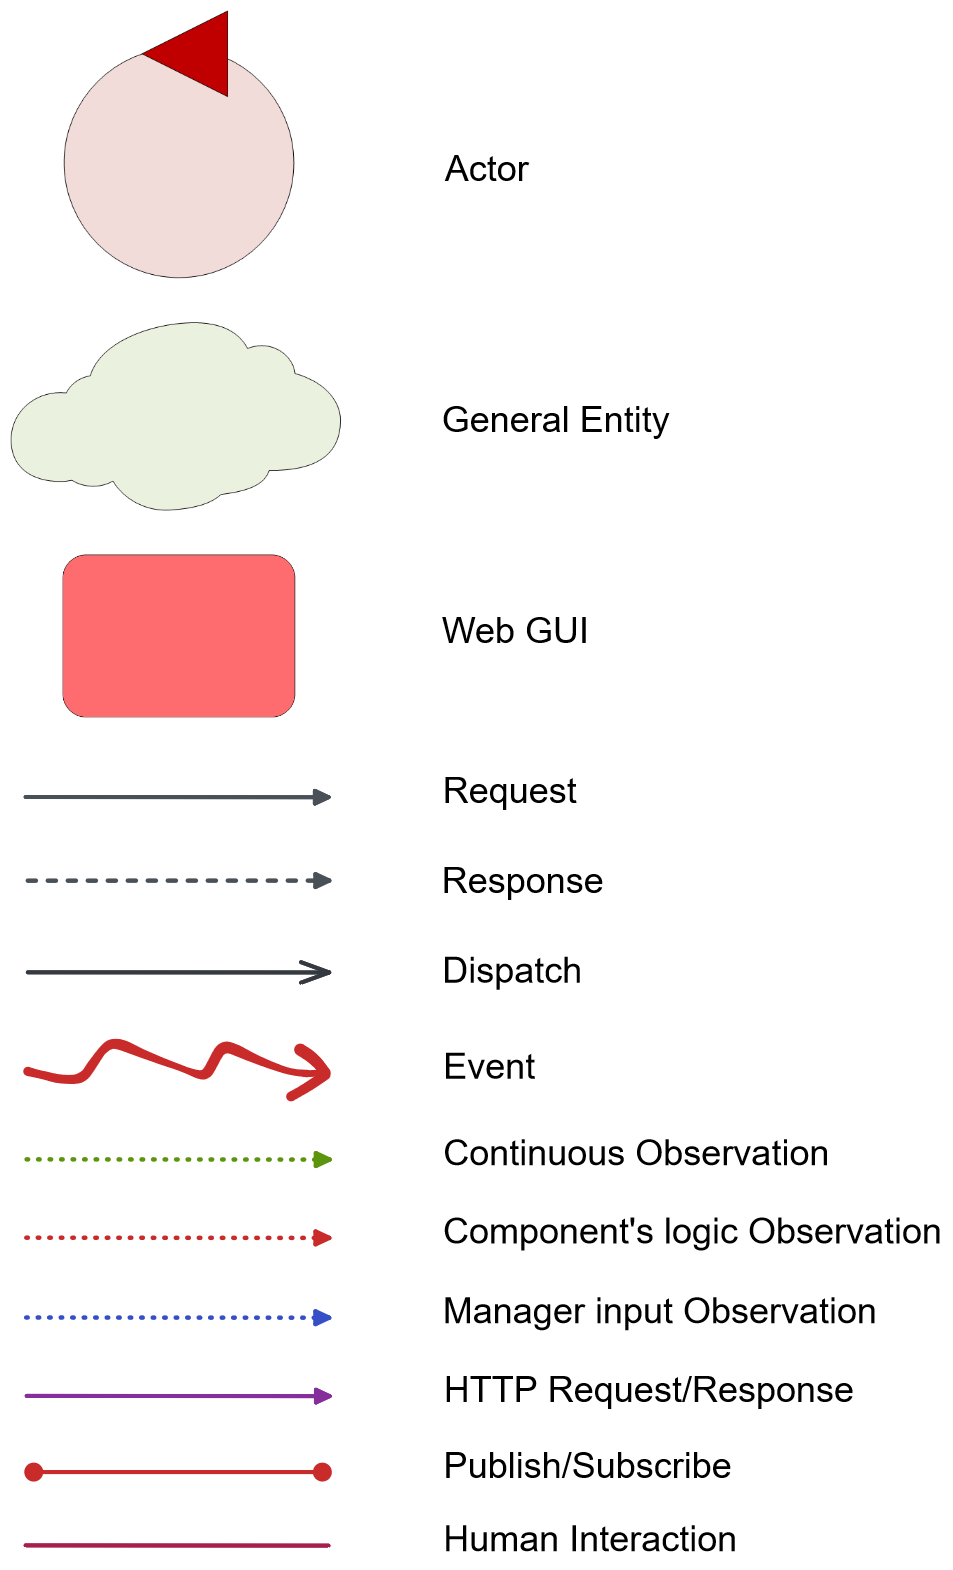 Actor
General Entity
Web GUI
Request
Response
Dispatch
Event
Continuous Observation
Component's logic Observation
Manager input Observation
HTTP Request/Response
Publish/Subscribe
Human Interaction